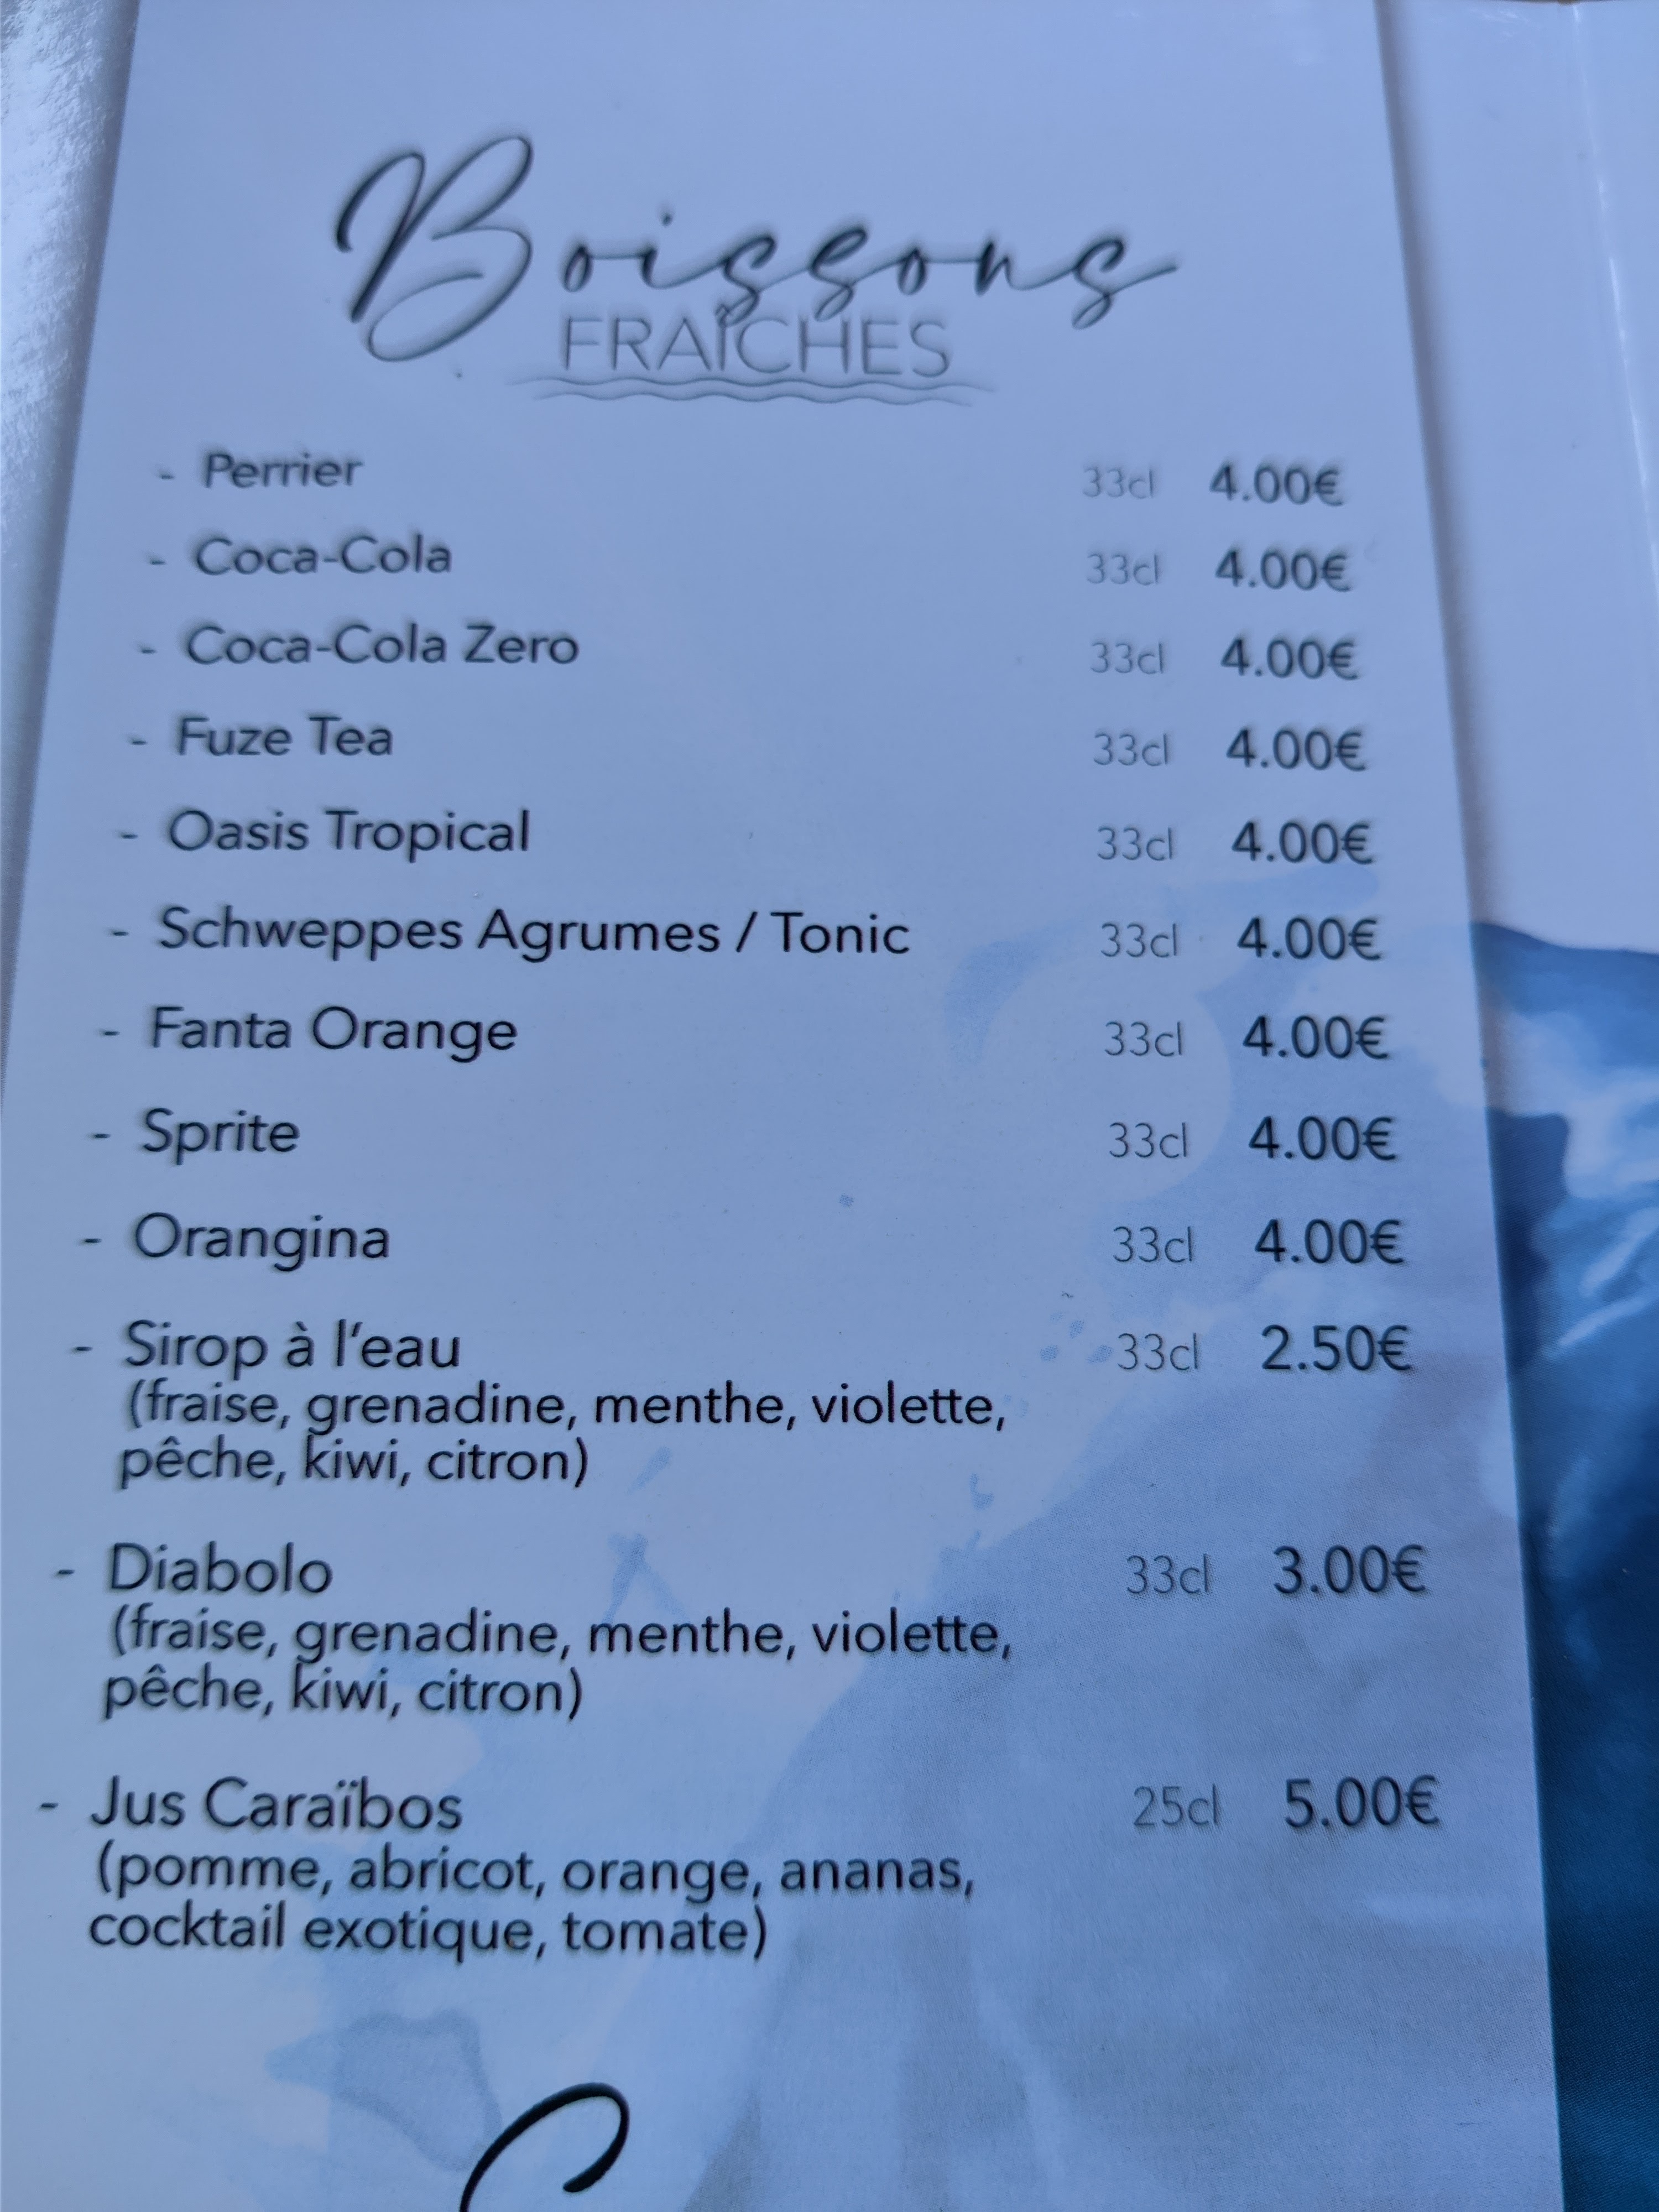 Boissons
FRAÎCHES
- Perrier 33cl 4.00€
- Coca-Cola 33cl 4.00€
- Coca-Cola Zero 33cl 4.00€
- Fuze Tea 33cl 4.00€
- Oasis Tropical 33cl 4.00€
- Schweppes Agrumes / Tonic 33cl 4.00€
- Fanta Orange 33cl 4.00€
- Sprite 33cl 4.00€
- Orangina 33cl 4.00€
- Sirop à l'eau 33cl 2.50€
(fraise, grenadine, menthe, violette,
pêche, kiwi, citron)
- Diabolo 33cl 3.00€
(fraise, grenadine, menthe, violette,
pêche, kiwi, citron)
- Jus Caraïbos 25cl 5.00€
(pomme, abricot, orange, ananas,
cocktail exotique, tomate)